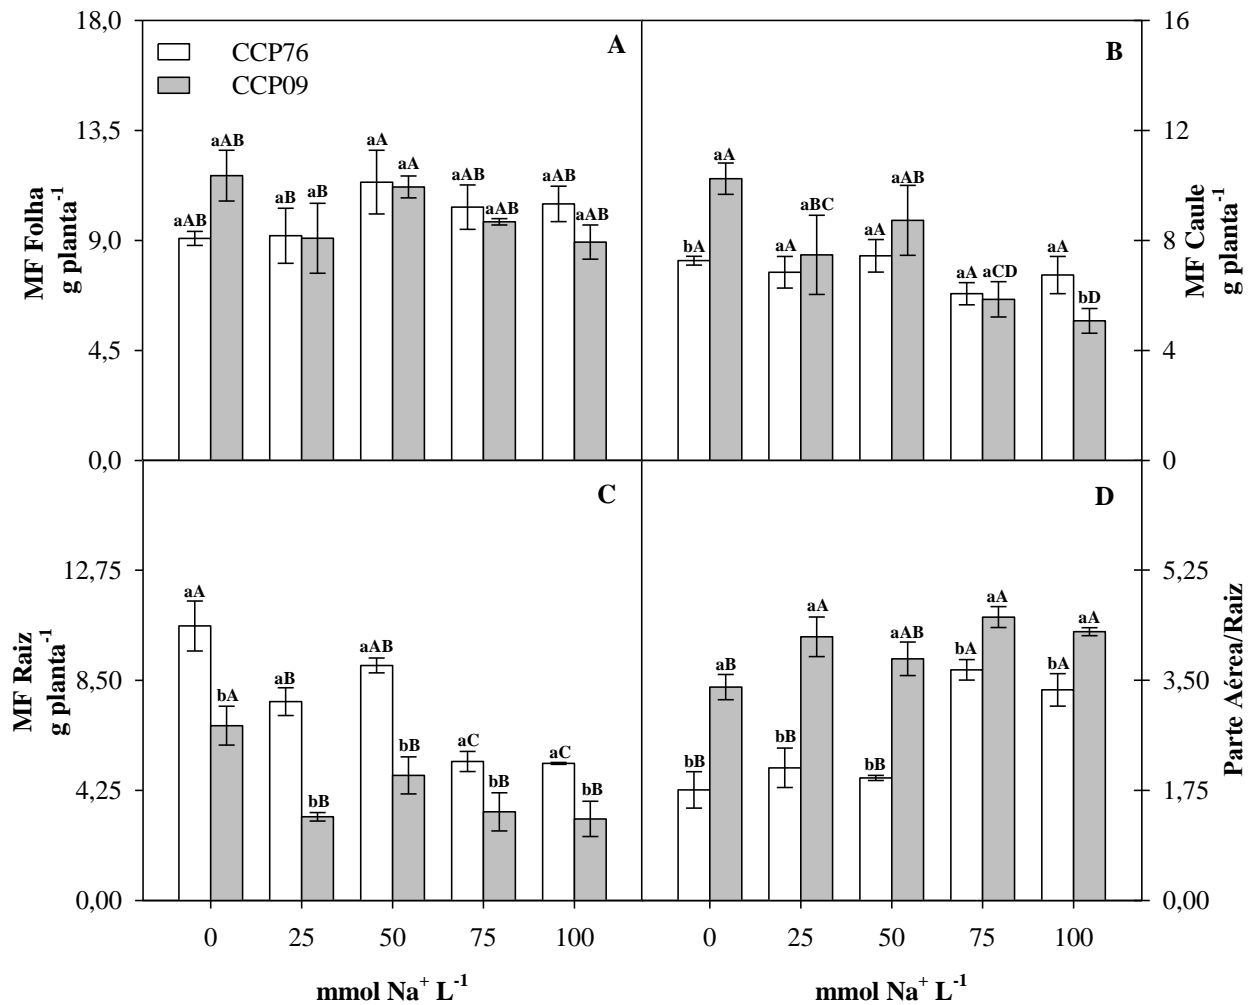 18,0
13,5
9,0
4,5
0,0
MF Folha
g planta⁻¹
CCP76
CCP09
A
aAB
aAB
aB
aB
aA
aA
aAB
aAB
aAB
aAB
B
bA
aA
aA
aBC
aA
aAB
aA
aCD
aA
bD
16
12
8
4
0
MF Caule
g planta⁻¹
12,75
8,50
4,25
0,00
MF Raiz
g planta⁻¹
C
aA
bA
aB
bB
aAB
bB
aC
bB
aC
bB
0
25
50
75
100
mmol Na⁺ L⁻¹
D
bB
aB
bB
aA
bB
aAB
bA
aA
bA
aA
5,25
3,50
1,75
0,00
Parte Aérea/Raiz
0
25
50
75
100
mmol Na⁺ L⁻¹